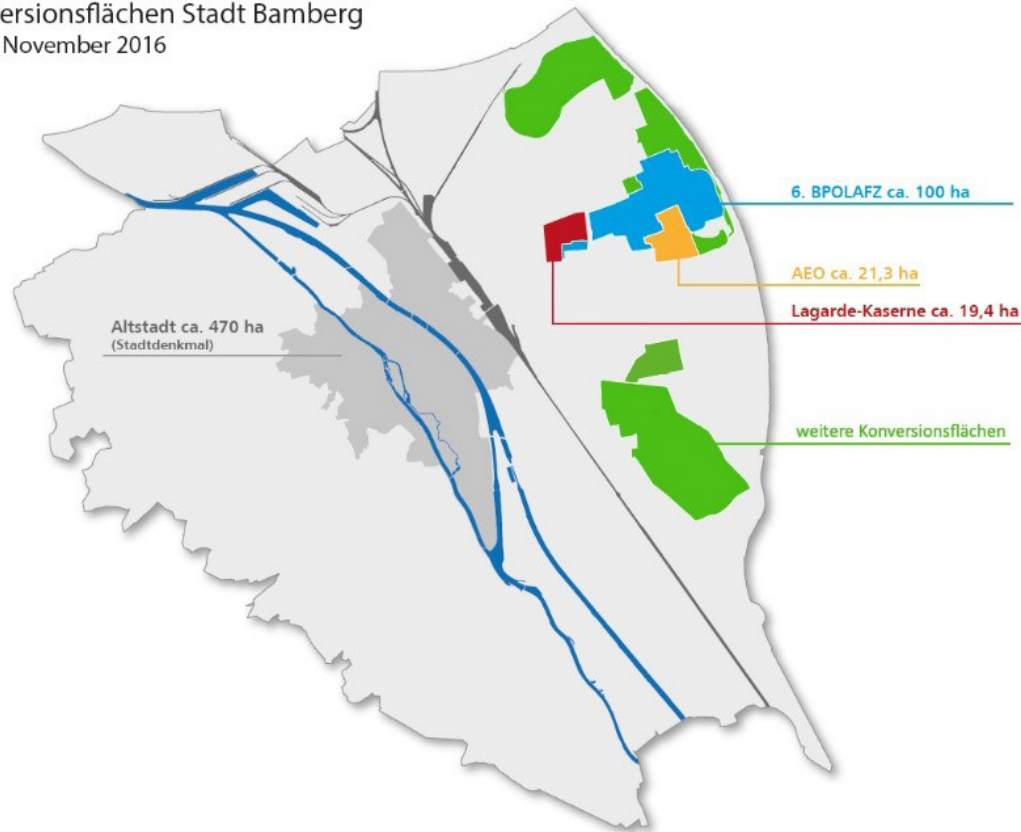 ersionsflächen Stadt Bamberg
November 2016
6. BPOLAFZ ca. 100 ha
AEO ca. 21,3 ha
Lagarde-Kaserne ca. 19,4 ha
Altstadt ca. 470 ha
(Stadtdenkmal)
weitere Konversionsflächen